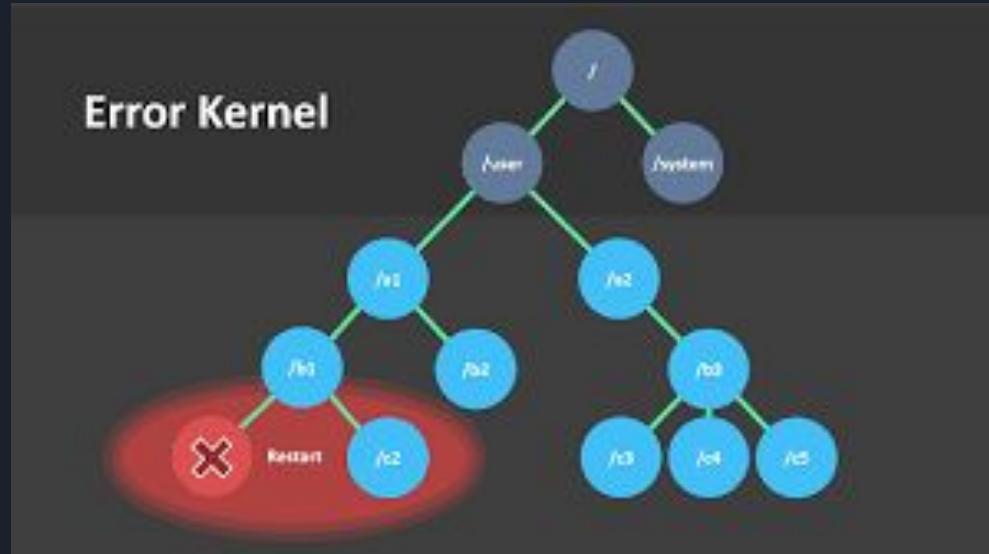 Error Kernel
/
/user
/system
/a1
/a2
/b1
/b2
/b3
Restart
/c2
/c3
/c4
/c5